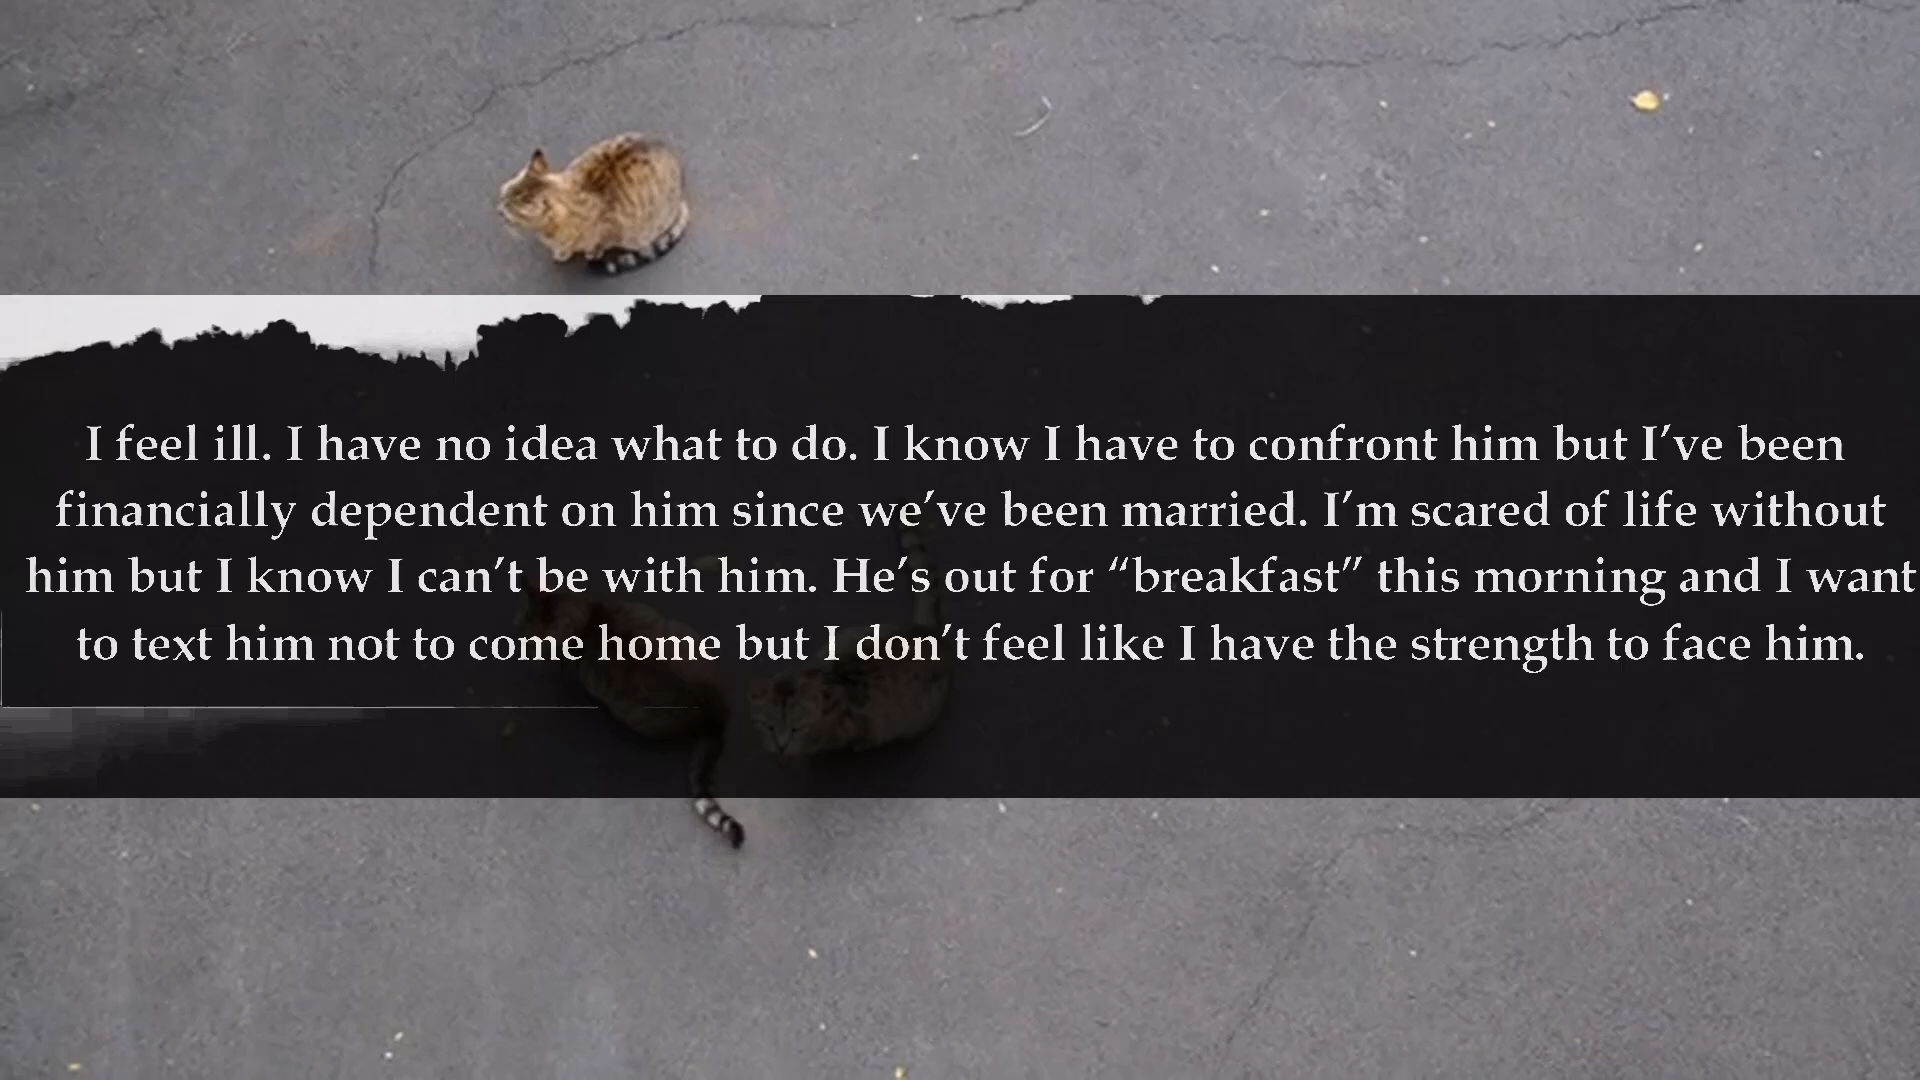 I feel ill. I have no idea what to do. I know I have to confront him but I’ve been
financially dependent on him since we’ve been married. I’m scared of life without
him but I know I can’t be with him. He’s out for “breakfast” this morning and I want
to text him not to come home but I don’t feel like I have the strength to face him.